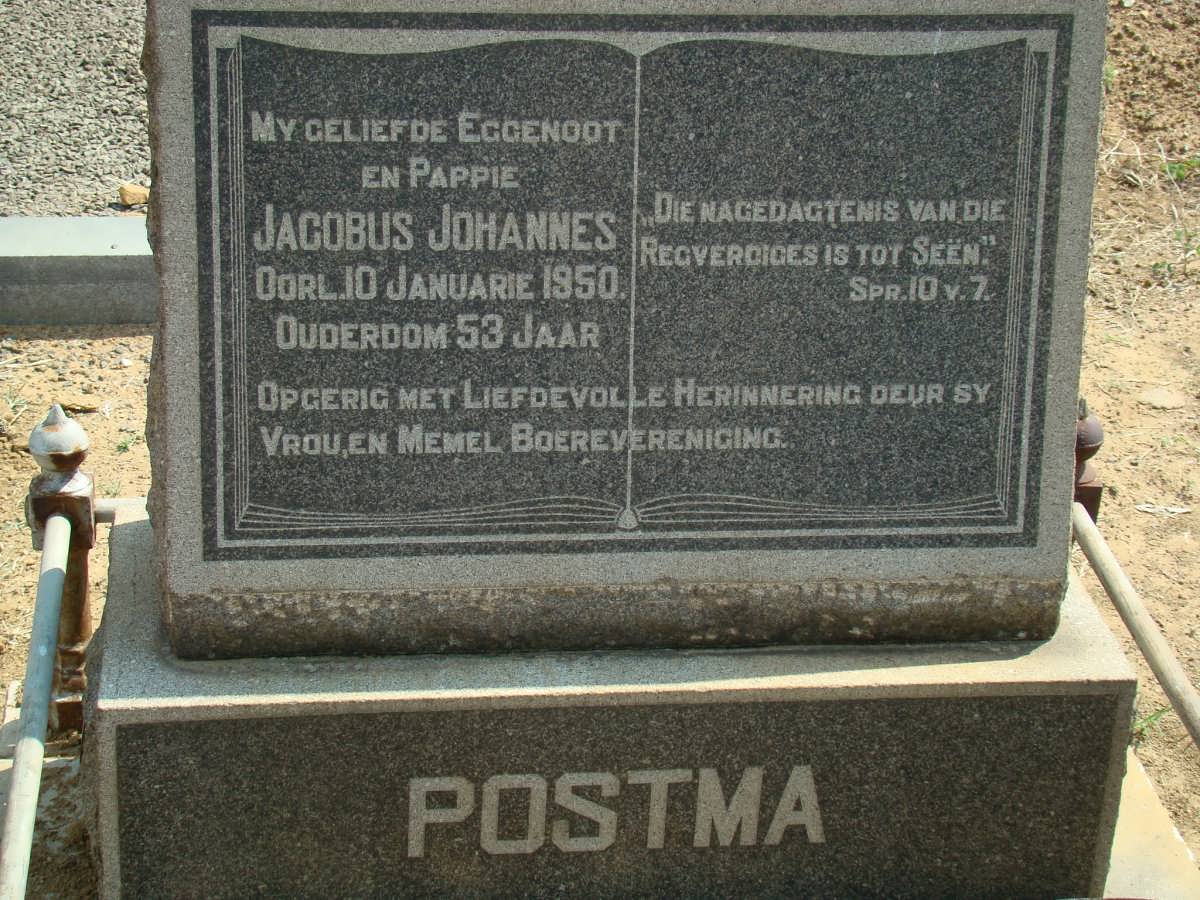 MY GELIEFDE EGGENOOT
EN PAPPIE
JACOBUS JOHANNES
OORL. 10 JANUARIE 1950.
OUDERDOM 53 JAAR
„DIE NAGEDAGTENIS VAN DIE
REGVERDIGES IS TOT SEËN."
SPR. 10 V. 7.
OPGERIG MET LIEFDEVOLLE HERINNERING DEUR SY
VROU, EN MEMEL BOEREVERENIGING.
POSTMA